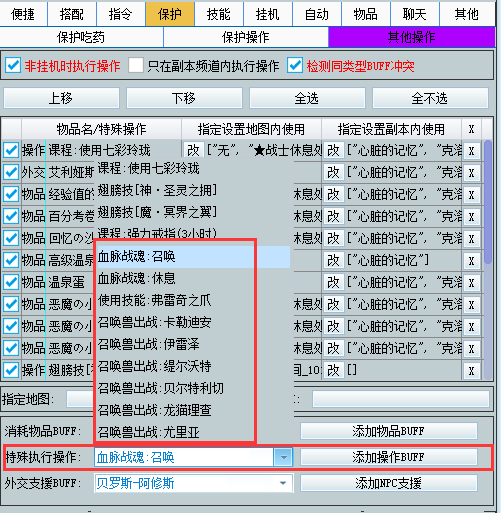 便捷 搭配 指令 保护 技能 挂机 自动 物品 聊天 其他
保护吃药 保护操作 其他操作
非挂机时执行操作 只在副本频道内执行操作 检测同类型BUFF冲突
上移 下移 全选 全不选
物品名/特殊操作 指定设置地图内使用 指定设置副本内使用 X
操作 课程:使用七彩玲珑 改 ["无", "★战士休息处 改 ["心脏的记忆", "克洛 X
外交 艾利娅斯 课程:使用七彩玲珑 改 ["心脏的记忆", "克洛 X
物品 经验值的 翅膀技[神·圣灵之拥] 息处 改 ["心脏的记忆", "克洛 X
物品 百分考卷 翅膀技[魔·冥界之翼] 息处 改 ["心脏的记忆", "克洛 X
物品 回忆の沙 课程:强力戒指(3小时) 息处 改 ["心脏的记忆", "克洛 X
物品 高级温泉 血脉战魂:召唤 改 ["心脏的记忆"] X
物品 温泉蛋 血脉战魂:休息 改 ["心脏的记忆", "克洛 X
物品 恶魔の小 使用技能:弗雷奇之爪 息处 改 ["心脏的记忆", "克洛 X
物品 恶魔の小 召唤兽出战:卡勒迪安 息处 改 ["心脏的记忆", "克洛 X
物品 恶魔の小 召唤兽出战:伊雷泽 息处 改 ["心脏的记忆", "克洛 X
操作 翅膀技[神 召唤兽出战:缇尔沃特 改 [] X
召唤兽出战:贝尔特利切
指定地图:
召唤兽出战:龙猫理查
消耗物品BUFF: 召唤兽出战:尤里亚 添加物品BUFF
特殊执行操作: 血脉战魂:召唤 添加操作BUFF
外交支援BUFF: 贝罗斯-阿修斯 添加NPC支援